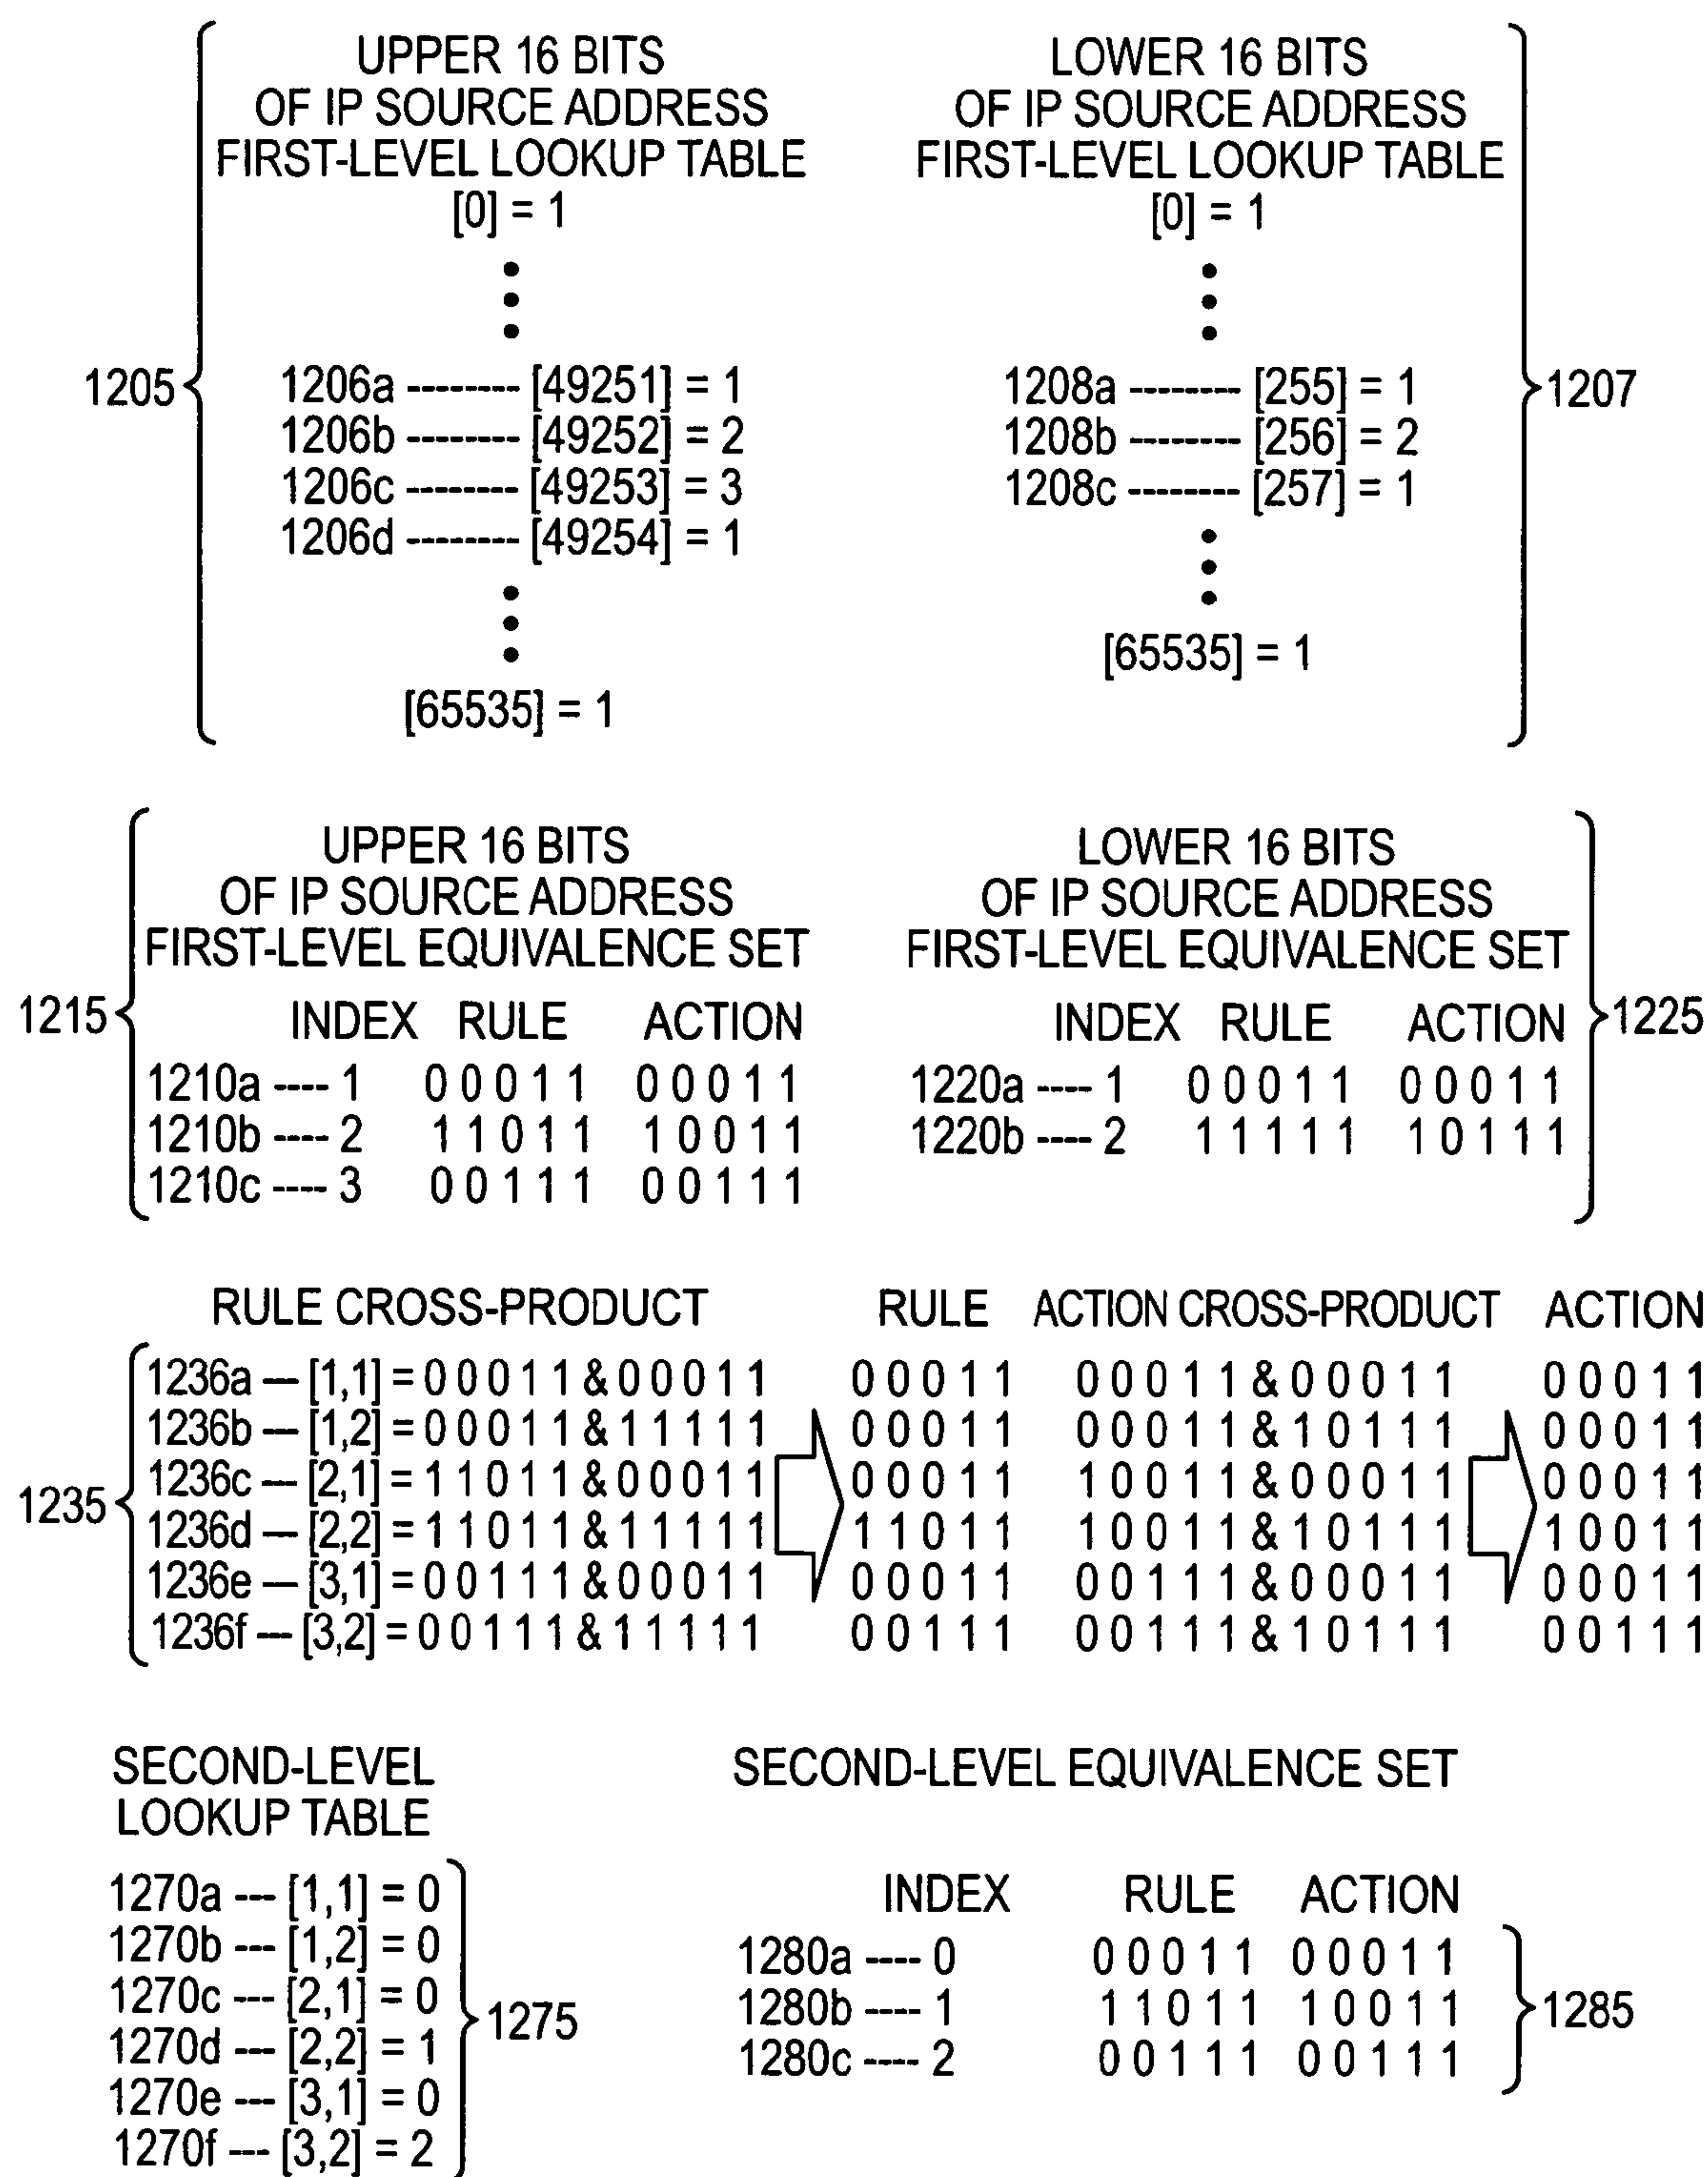 UPPER 16 BITS
OF IP SOURCE ADDRESS
FIRST-LEVEL LOOKUP TABLE
[0] = 1
1205
1206a -------- [49251] = 1
1206b -------- [49252] = 2
1206c -------- [49253] = 3
1206d -------- [49254] = 1
[65535] = 1
LOWER 16 BITS
OF IP SOURCE ADDRESS
FIRST-LEVEL LOOKUP TABLE
[0] = 1
1208a -------- [255] = 1
1208b -------- [256] = 2
1208c -------- [257] = 1
1207
[65535] = 1
UPPER 16 BITS
OF IP SOURCE ADDRESS
FIRST-LEVEL EQUIVALENCE SET
1215
INDEX RULE ACTION
1210a ---- 1 0 0 0 1 1 0 0 0 1 1
1210b ---- 2 1 1 0 1 1 1 0 0 1 1
1210c ---- 3 0 0 1 1 1 0 0 1 1 1
LOWER 16 BITS
OF IP SOURCE ADDRESS
FIRST-LEVEL EQUIVALENCE SET
INDEX RULE ACTION
1225
1220a ---- 1 0 0 0 1 1 0 0 0 1 1
1220b ---- 2 1 1 1 1 1 1 0 1 1 1
RULE CROSS-PRODUCT RULE ACTION CROSS-PRODUCT ACTION
1235
1236a — [1,1] = 0 0 0 1 1 & 0 0 0 1 1 0 0 0 1 1 0 0 0 1 1 & 0 0 0 1 1 0 0 0 1 1
1236b — [1,2] = 0 0 0 1 1 & 1 1 1 1 1 0 0 0 1 1 0 0 0 1 1 & 1 0 1 1 1 0 0 0 1 1
1236c — [2,1] = 1 1 0 1 1 & 0 0 0 1 1 0 0 0 1 1 1 0 0 1 1 & 0 0 0 1 1 0 0 0 1 1
1236d — [2,2] = 1 1 0 1 1 & 1 1 1 1 1 1 1 0 1 1 1 0 0 1 1 & 1 0 1 1 1 1 0 0 1 1
1236e — [3,1] = 0 0 1 1 1 & 0 0 0 1 1 0 0 0 1 1 0 0 1 1 1 & 0 0 0 1 1 0 0 0 1 1
1236f — [3,2] = 0 0 1 1 1 & 1 1 1 1 1 0 0 1 1 1 0 0 1 1 1 & 1 0 1 1 1 0 0 1 1 1
SECOND-LEVEL
LOOKUP TABLE
1270a --- [1,1] = 0
1270b --- [1,2] = 0
1270c --- [2,1] = 0
1270d --- [2,2] = 1
1270e --- [3,1] = 0
1270f --- [3,2] = 2
1275
SECOND-LEVEL EQUIVALENCE SET
INDEX RULE ACTION
1280a ---- 0 0 0 0 1 1 0 0 0 1 1
1280b ---- 1 1 1 0 1 1 1 0 0 1 1
1280c ---- 2 0 0 1 1 1 0 0 1 1 1
1285